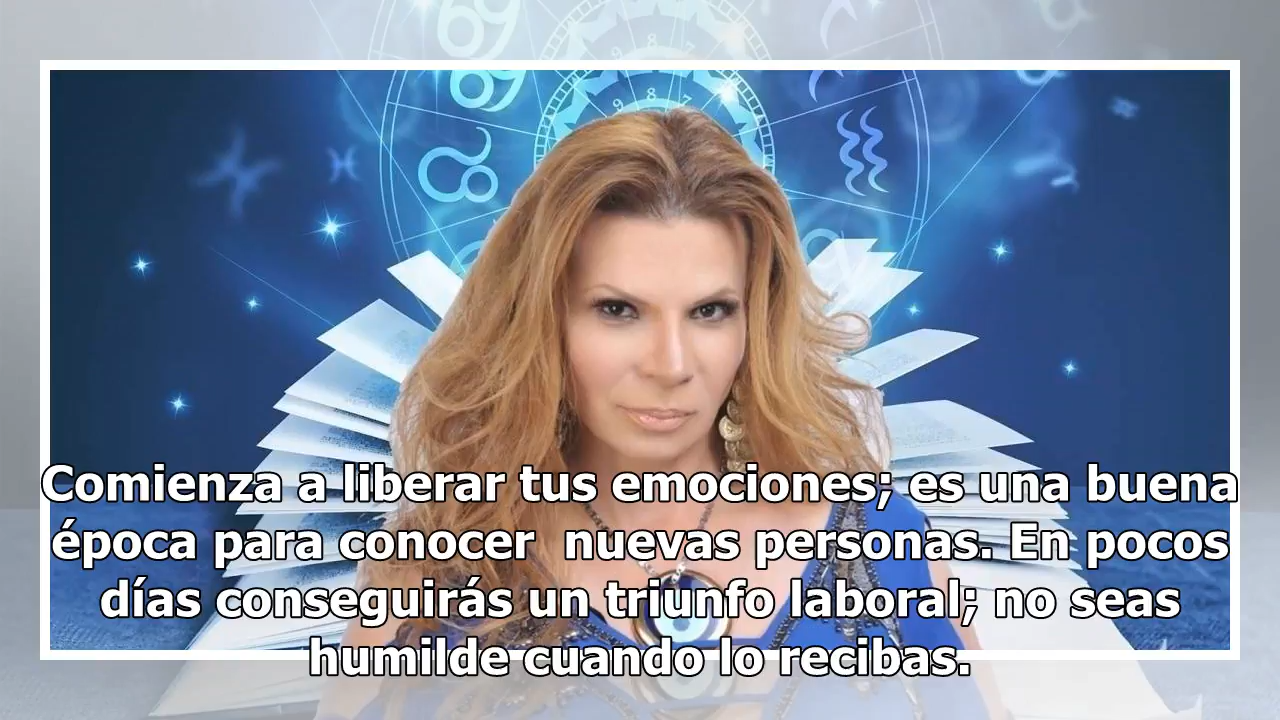 Comienza a liberar tus emociones; es una buena
época para conocer  nuevas personas. En pocos
días conseguirás un triunfo laboral; no seas
humilde cuando lo recibas.